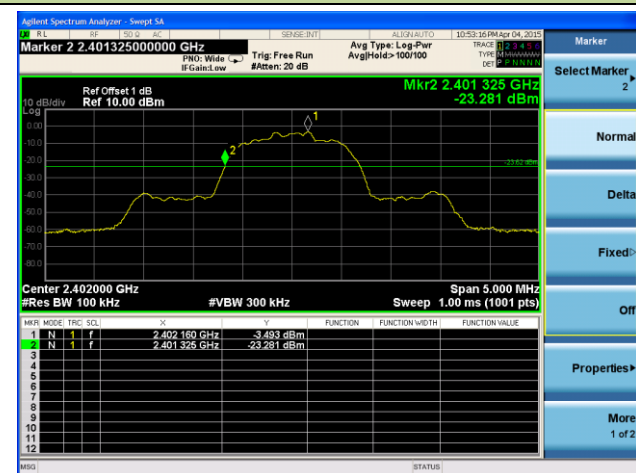 Agilent Spectrum Analyzer - Swept SA
RL RF 50 Ω AC SENSE:INT ALIGN AUTO 10:53:16 PM Apr 04, 2015
Marker 2 2.401325000000 GHz
PNO: Wide
IFGain:Low
Trig: Free Run
#Atten: 20 dB
Avg Type: Log-Pwr
Avg|Hold:>100/100
TRACE 1 2 3 4 5 6
TYPE
DET P P N N N N
Ref Offset 1 dB
Ref 10.00 dBm
Mkr2 2.401 325 GHz
-23.281 dBm
10 dB/div
Log
0.00
-10.0
-20.0
-30.0
-40.0
-50.0
-60.0
-80.0
1
2
Center 2.402000 GHz
#Res BW 100 kHz
#VBW 300 kHz
Span 5.000 MHz
Sweep 1.00 ms (1001 pts)
MKR MODE TRC SCL X Y FUNCTION FUNCTION WIDTH FUNCTION VALUE
1 N 1 f 2.402 160 GHz -3.493 dBm
2 N 1 f 2.401 325 GHz -23.281 dBm
3
4
5
6
7
8
9
10
11
12
MSG STATUS
Marker
Select Marker
2
Normal
Delta
Fixed
Off
Properties
More
1 of 2